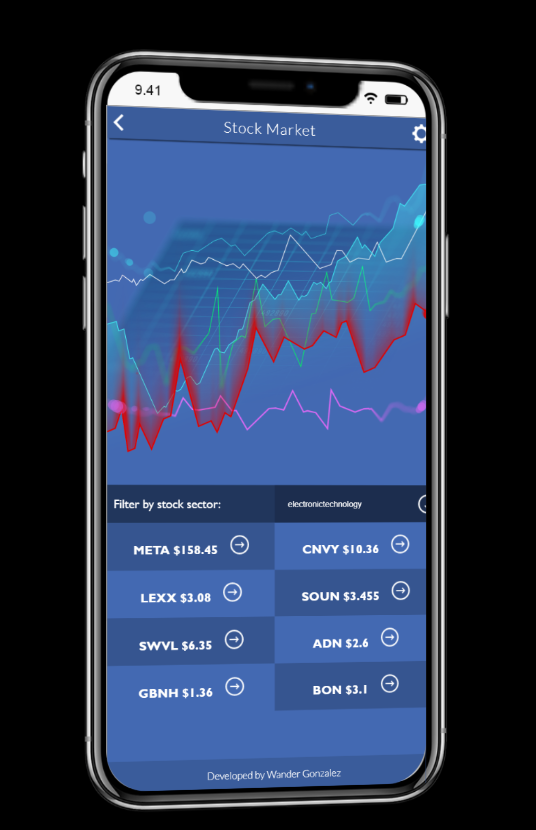 9.41
Stock Market
Filter by stock sector:
electronictechnology
META $158.45
CNVY $10.36
LEXX $3.08
SOUN $3.455
SWVL $6.35
ADN $2.6
GBNH $1.36
BON $3.1
Developed by Wander Gonzalez